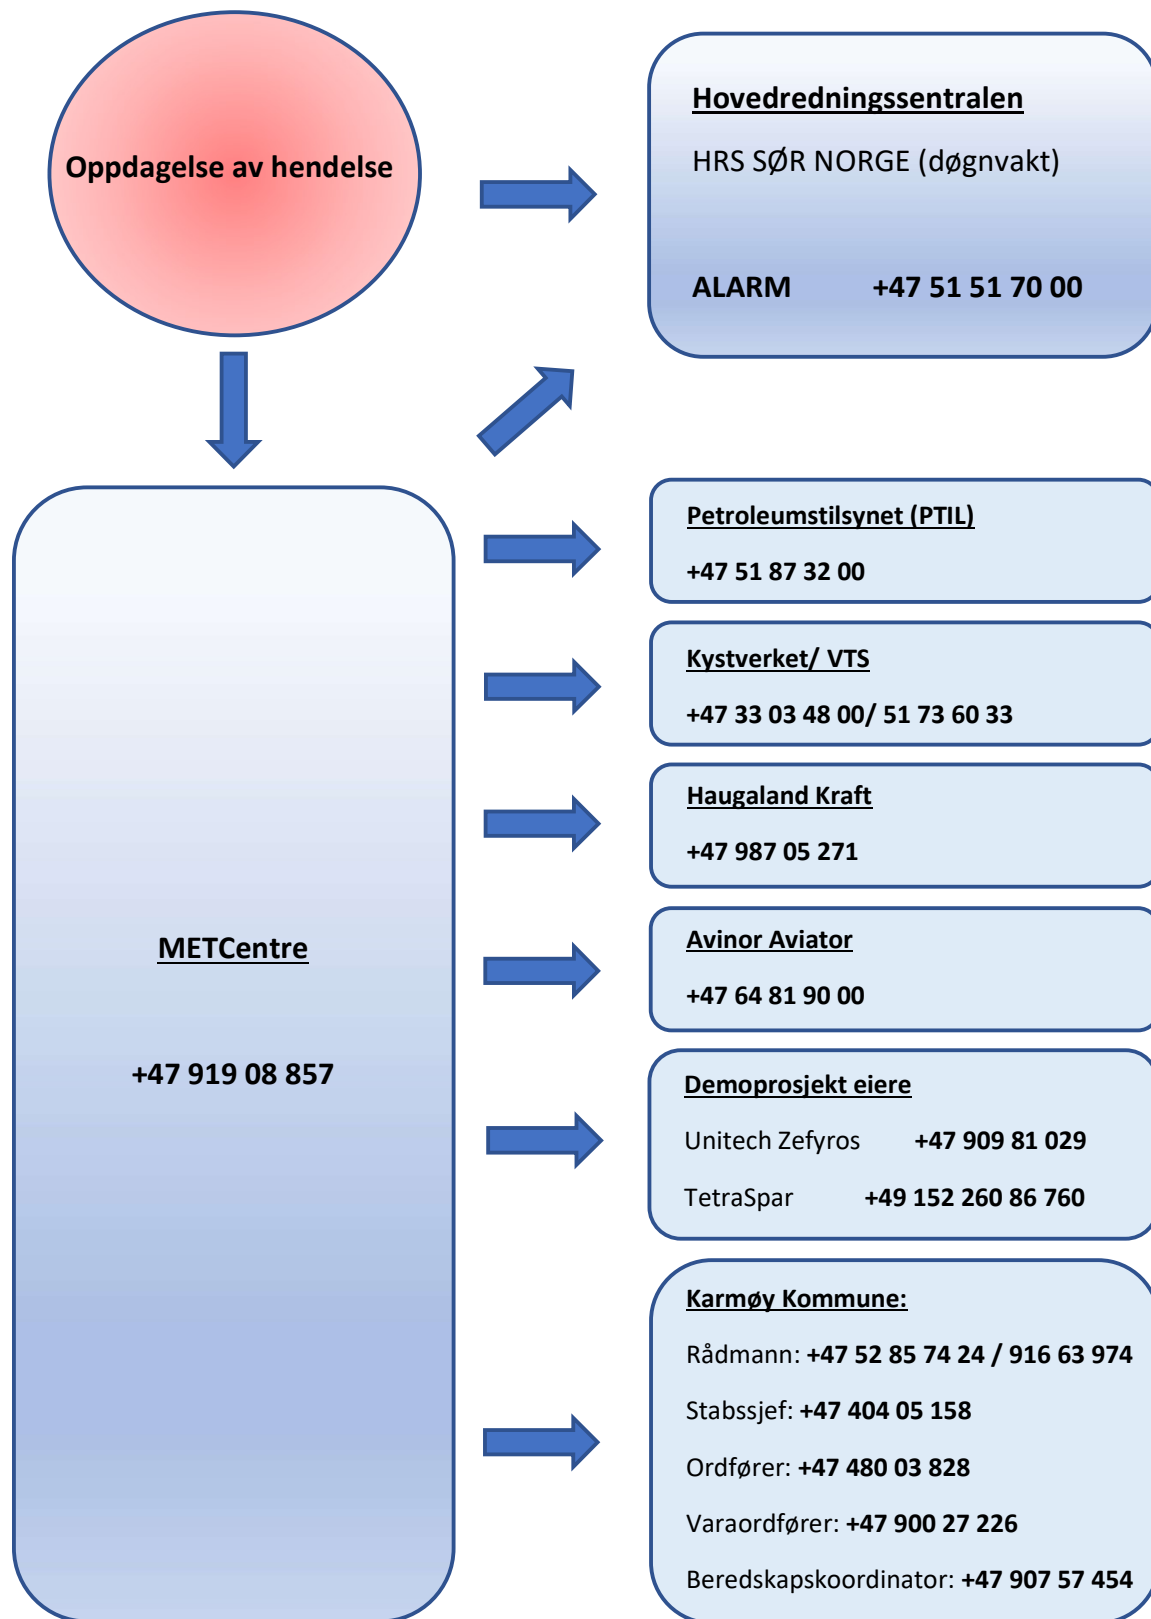 Oppdagelse av hendelse
Hovedredningssentralen
HRS SØR NORGE (døgnvakt)
ALARM +47 51 51 70 00
METCentre
+47 919 08 857
Petroleumstilsynet (PTIL)
+47 51 87 32 00
Kystverket/ VTS
+47 33 03 48 00/ 51 73 60 33
Haugaland Kraft
+47 987 05 271
Avinor Aviator
+47 64 81 90 00
Demoprosjekt eiere
Unitech Zefyros +47 909 81 029
TetraSpar +49 152 260 86 760
Karmøy Kommune:
Rådmann: +47 52 85 74 24 / 916 63 974
Stabssjef: +47 404 05 158
Ordfører: +47 480 03 828
Varaordfører: +47 900 27 226
Beredskapskoordinator: +47 907 57 454